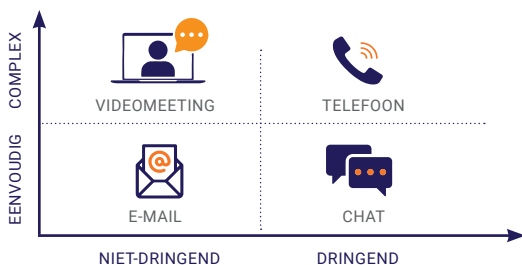 COMPLEX
VIDEOMEETING
TELEFOON
EENVOUDIG
@
E-MAIL
CHAT
NIET-DRINGEND
DRINGEND